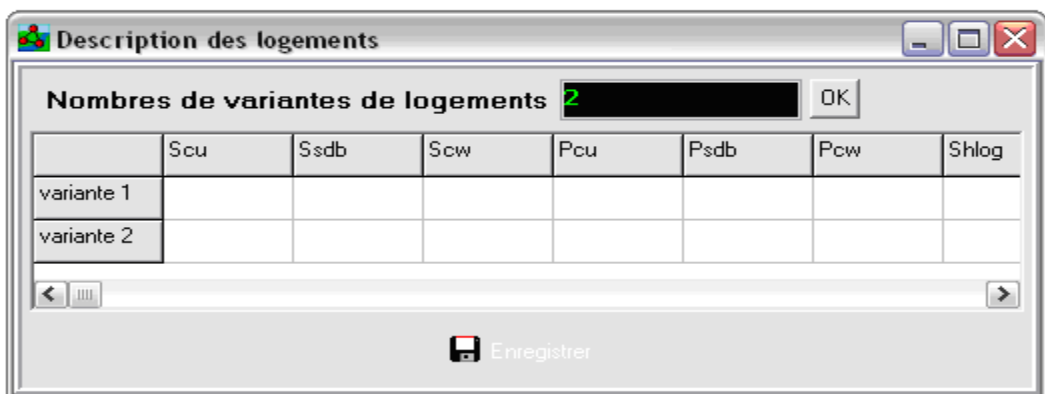 Description des logements
Nombres de variantes de logements 2 OK
Scu Ssdb Scw Pcu Psdb Pcw Shlog
variante 1
variante 2
Enregistrer